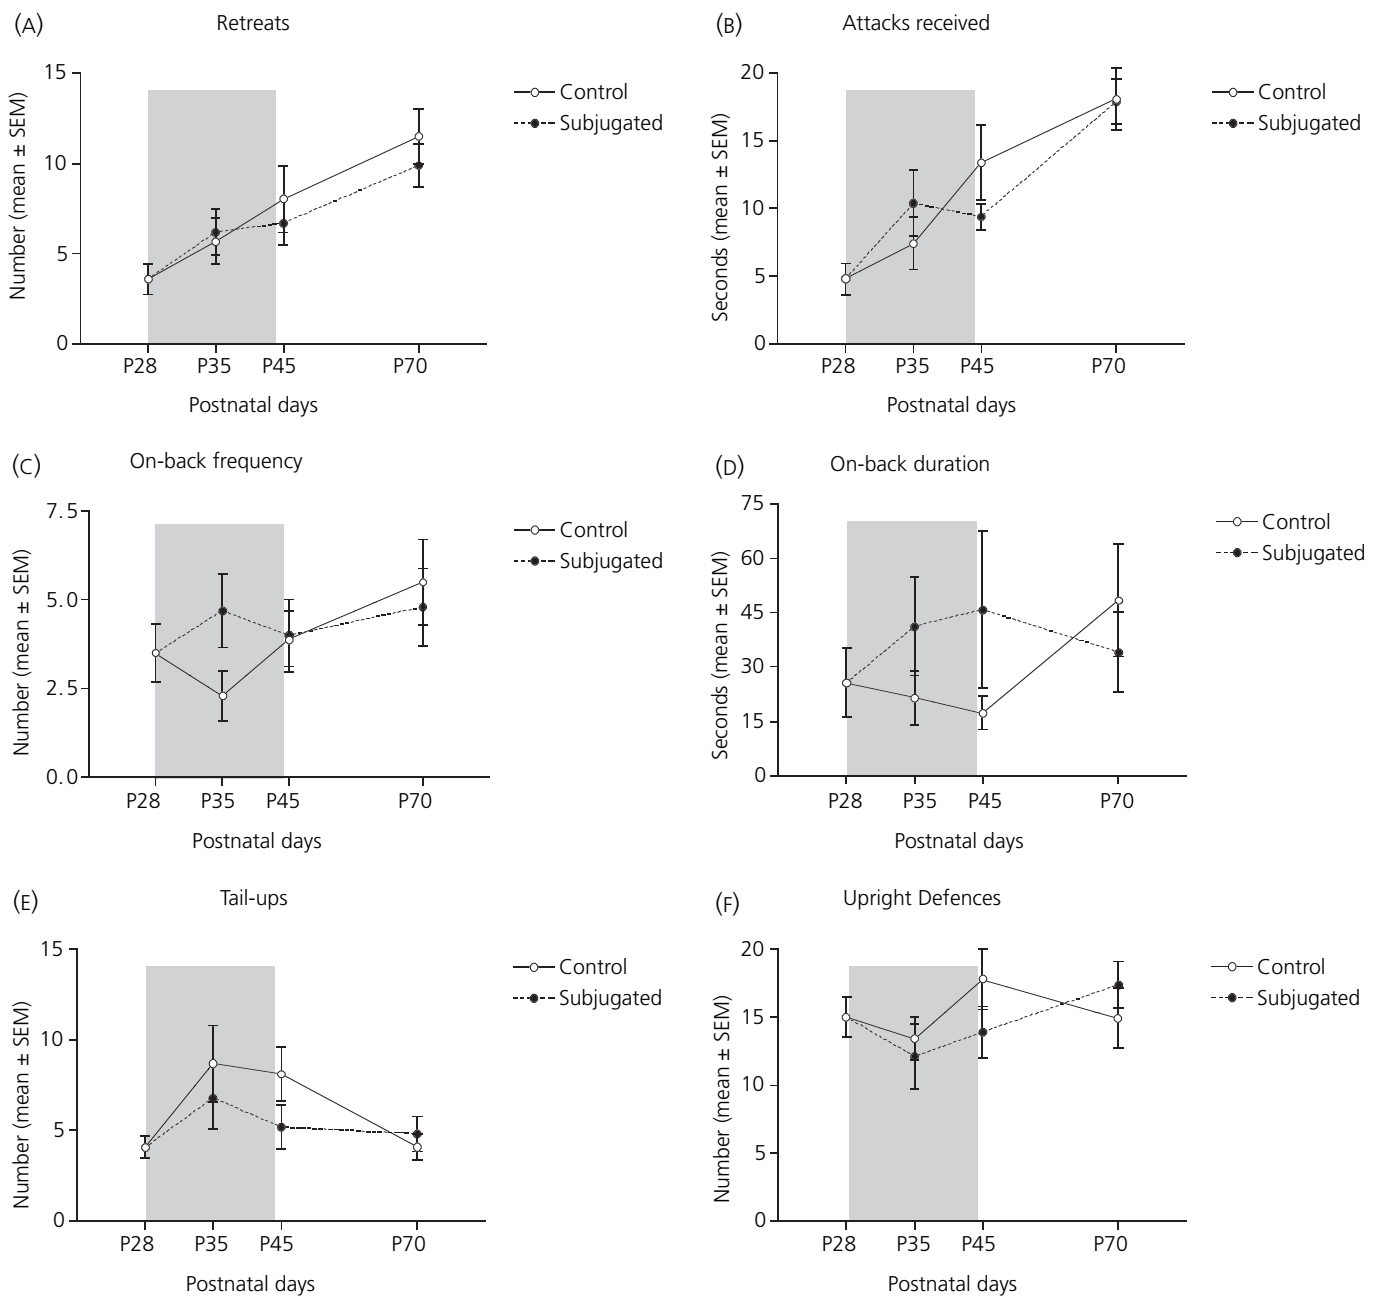 (A) Retreats
15
10
5
0
Number (mean ± SEM)
Control
Subjugated
P28 P35 P45 P70
Postnatal days
(B) Attacks received
20
15
10
5
0
Seconds (mean ± SEM)
Control
Subjugated
P28 P35 P45 P70
Postnatal days
(C) On-back frequency
7.5
5.0
2.5
0.0
Number (mean ± SEM)
Control
Subjugated
P28 P35 P45 P70
Postnatal days
(D) On-back duration
75
60
45
30
15
0
Seconds (mean ± SEM)
Control
Subjugated
P28 P35 P45 P70
Postnatal days
(E) Tail-ups
15
10
5
0
Number (mean ± SEM)
Control
Subjugated
P28 P35 P45 P70
Postnatal days
(F) Upright Defences
20
15
10
5
0
Number (mean ± SEM)
Control
Subjugated
P28 P35 P45 P70
Postnatal days